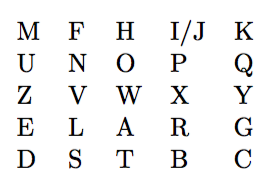 M F H I/J K
U N O P Q
Z V W X Y
E L A R G
D S T B C